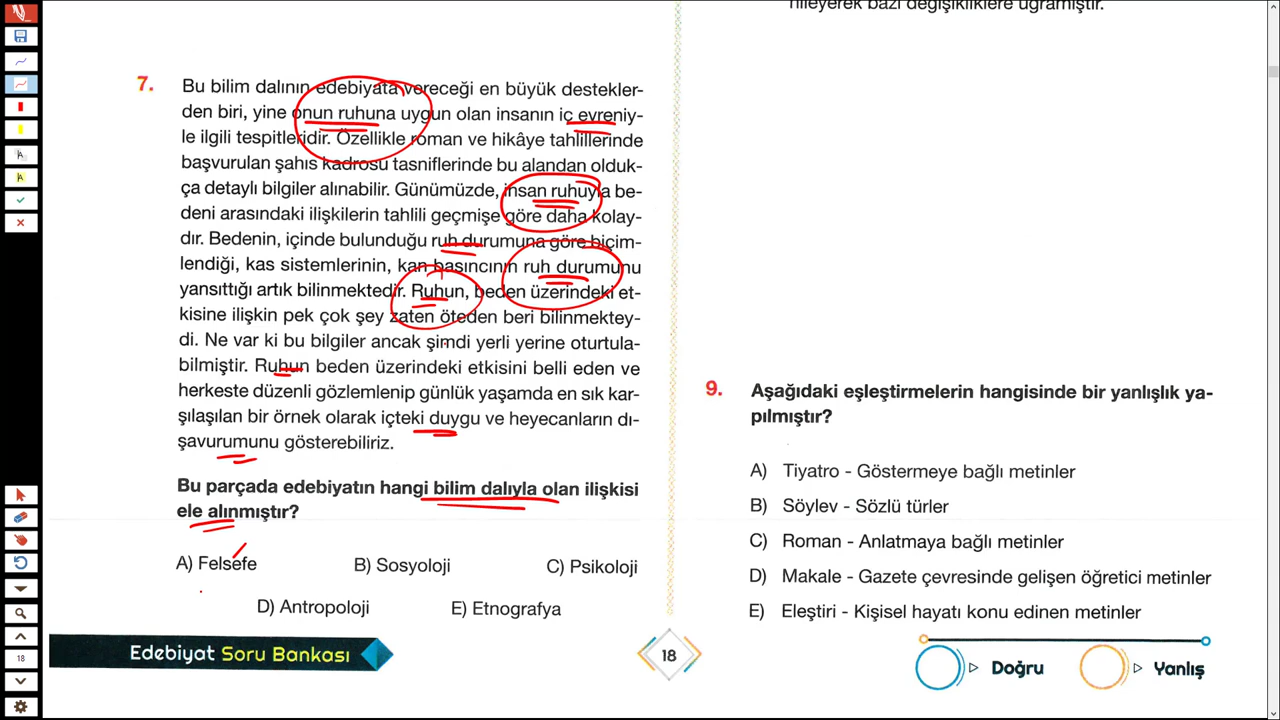 nleyerek bazı değişikliklere uğramıştır.
7.
Bu bilim dalının edebiyata vereceği en büyük destekler-
den biri, yine onun ruhuna uygun olan insanın iç evreniy-
le ilgili tespitleridir. Özellikle roman ve hikâye tahlillerinde
başvurulan şahıs kadrosu tasniflerinde bu alandan olduk-
ça detaylı bilgiler alınabilir. Günümüzde, insan ruhuyla be-
deni arasındaki ilişkilerin tahlili geçmişe göre daha kolay-
dır. Bedenin, içinde bulunduğu ruh durumuna göre biçim-
lendiği, kas sistemlerinin, kan basıncının ruh durumunu
yansıttığı artık bilinmektedir. Ruhun, beden üzerindeki et-
kisine ilişkin pek çok şey zaten öteden beri bilinmektey-
di. Ne var ki bu bilgiler ancak şimdi yerli yerine oturtula-
bilmiştir. Ruhun beden üzerindeki etkisini belli eden ve
herkeste düzenli gözlemlenip günlük yaşamda en sık kar-
şılaşılan bir örnek olarak içteki duygu ve heyecanların dı-
şavurumunu gösterebiliriz.
Bu parçada edebiyatın hangi bilim dalıyla olan ilişkisi
ele alınmıştır?
A) Felsefe B) Sosyoloji C) Psikoloji
D) Antropoloji E) Etnografya
9.
Aşağıdaki eşleştirmelerin hangisinde bir yanlışlık ya-
pılmıştır?
A) Tiyatro - Göstermeye bağlı metinler
B) Söylev - Sözlü türler
C) Roman - Anlatmaya bağlı metinler
D) Makale - Gazete çevresinde gelişen öğretici metinler
E) Eleştiri - Kişisel hayatı konu edinen metinler
Edebiyat Soru Bankası
18
Doğru
Yanlış
18